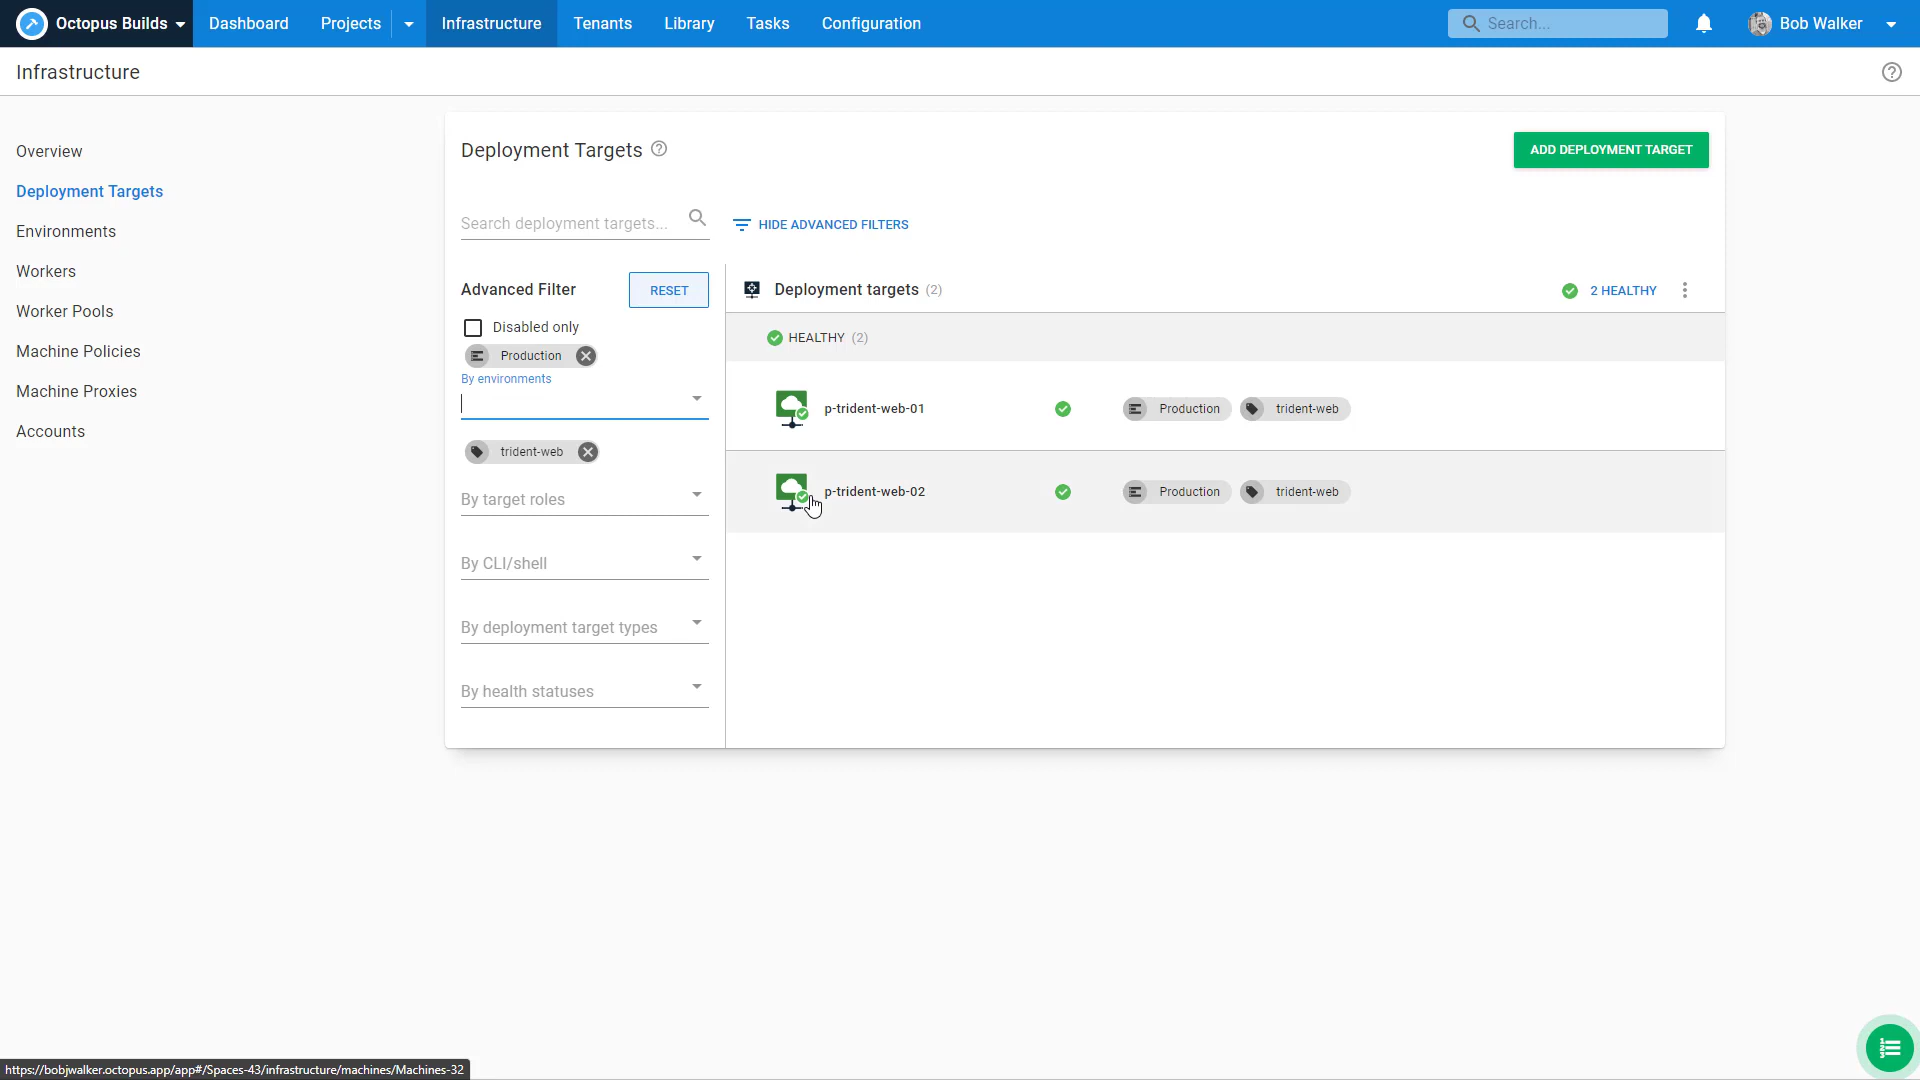 Octopus Builds
Dashboard
Projects
Infrastructure
Tenants
Library
Tasks
Configuration
Search...
Bob Walker
Infrastructure
Overview
Deployment Targets
Environments
Workers
Worker Pools
Machine Policies
Machine Proxies
Accounts
Deployment Targets
ADD DEPLOYMENT TARGET
Search deployment targets...
HIDE ADVANCED FILTERS
Advanced Filter
RESET
Disabled only
Production
By environments
trident-web
By target roles
By CLI/shell
By deployment target types
By health statuses
Deployment targets (2)
2 HEALTHY
HEALTHY (2)
p-trident-web-01
Production
trident-web
p-trident-web-02
Production
trident-web
https://bobjwalker.octopus.app/app#/Spaces-43/infrastructure/machines/Machines-32